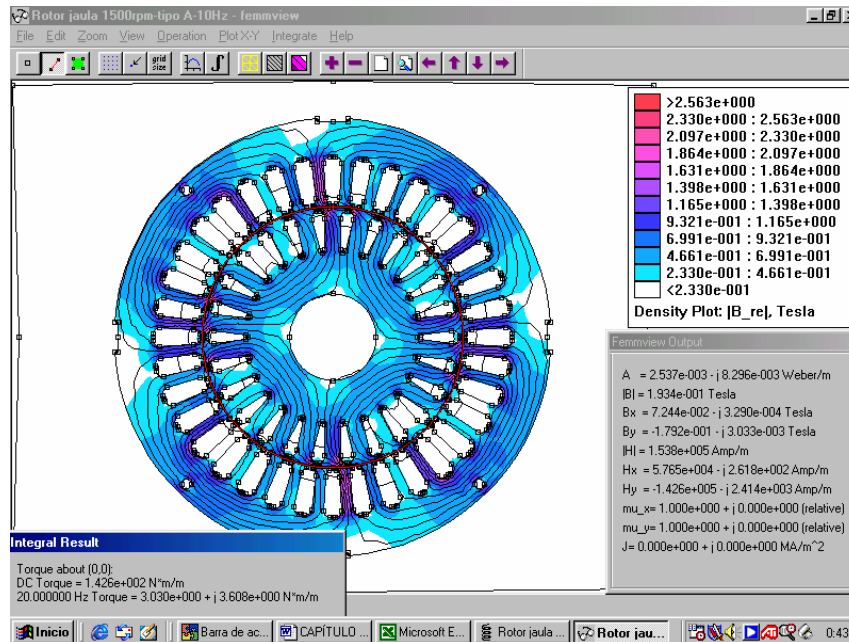 Rotor jaula 1500rpm-tipo A-10Hz - femmview
File Edit Zoom View Operation Plot X-Y Integrate Help
grid size
>2.563e+000
2.330e+000 : 2.563e+000
2.097e+000 : 2.330e+000
1.864e+000 : 2.097e+000
1.631e+000 : 1.864e+000
1.398e+000 : 1.631e+000
1.165e+000 : 1.398e+000
9.321e-001 : 1.165e+000
6.991e-001 : 9.321e-001
4.661e-001 : 6.991e-001
2.330e-001 : 4.661e-001
<2.330e-001
Density Plot: |B_re|, Tesla
Femmview Output
A = 2.537e-003 - j 8.296e-003 Weber/m
|B| = 1.934e-001 Tesla
Bx = 7.244e-002 - j 3.290e-004 Tesla
By = -1.792e-001 - j 3.033e-003 Tesla
|H| = 1.538e+005 Amp/m
Hx = 5.765e+004 - j 2.618e+002 Amp/m
Hy = -1.426e+005 - j 2.414e+003 Amp/m
mu_x= 1.000e+000 + j 0.000e+000 (relative)
mu_y= 1.000e+000 + j 0.000e+000 (relative)
J= 0.000e+000 + j 0.000e+000 MA/m^2
Integral Result
Torque about (0,0):
DC Torque = 1.426e+002 N*m/m
20.000000 Hz Torque = 3.030e+000 + j 3.608e+000 N*m/m
Inicio Barra de ac... CAPÍTULO ... Microsoft E... Rotor jaula ... Rotor jau... 0:43